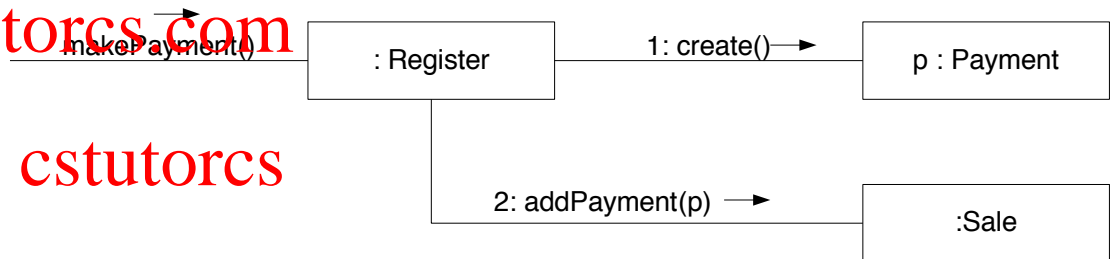 torcs.com
makePayment()
: Register
1: create()
p : Payment
cstutorcs
2: addPayment(p)
:Sale